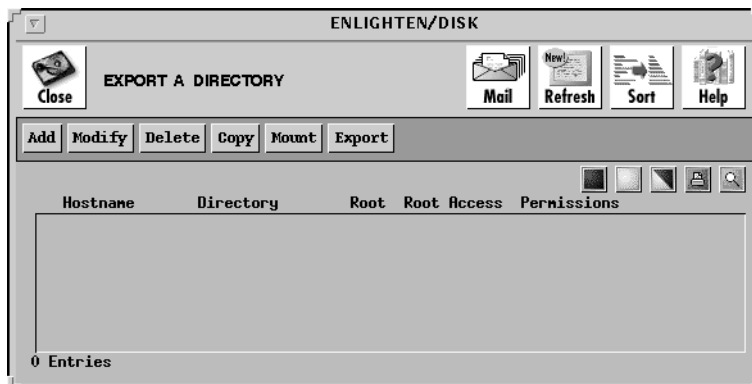 ENLIGHTEN/DISK
Close
EXPORT A DIRECTORY
Mail
New!
Refresh
Sort
Help
Add Modify Delete Copy Mount Export
Hostname Directory Root Root Access Permissions
0 Entries